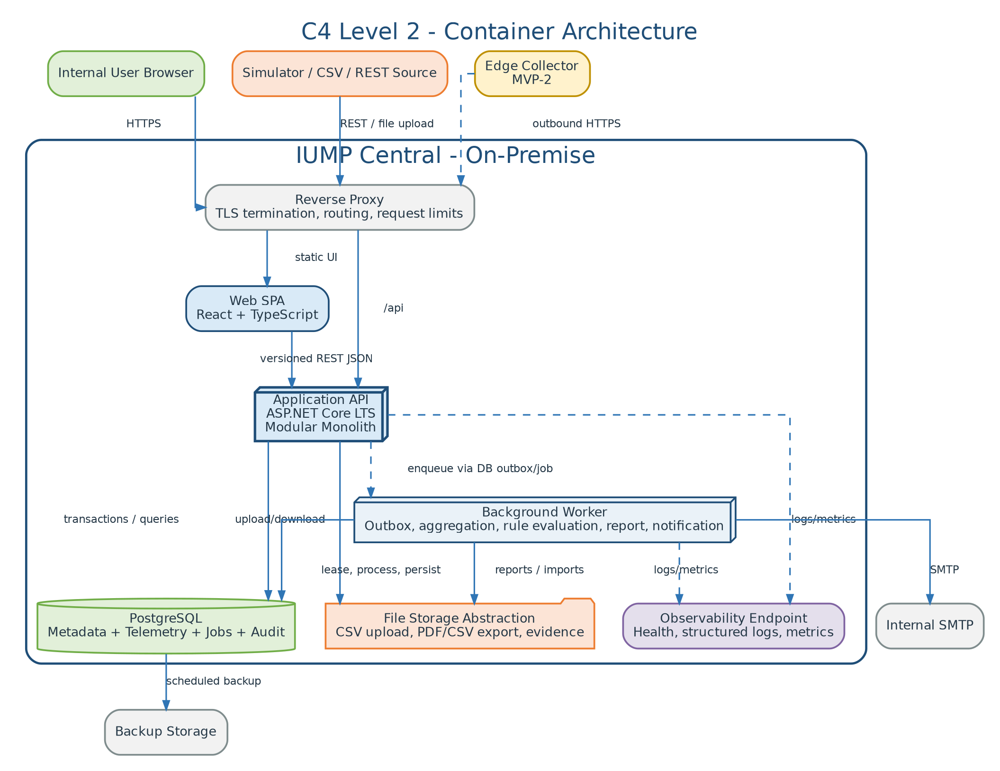 C4 Level 2 - Container Architecture
Internal User Browser
Simulator / CSV / REST Source
Edge Collector
MVP-2
HTTPS
REST / file upload
outbound HTTPS
IUMP Central - On-Premise
Reverse Proxy
TLS termination, routing, request limits
static UI
Web SPA
React + TypeScript
/api
versioned REST JSON
Application API
ASP.NET Core LTS
Modular Monolith
enqueue via DB outbox/job
transactions / queries
upload/download
Background Worker
Outbox, aggregation, rule evaluation, report, notification
logs/metrics
lease, process, persist
reports / imports
logs/metrics
SMTP
PostgreSQL
Metadata + Telemetry + Jobs + Audit
File Storage Abstraction
CSV upload, PDF/CSV export, evidence
Observability Endpoint
Health, structured logs, metrics
Internal SMTP
scheduled backup
Backup Storage